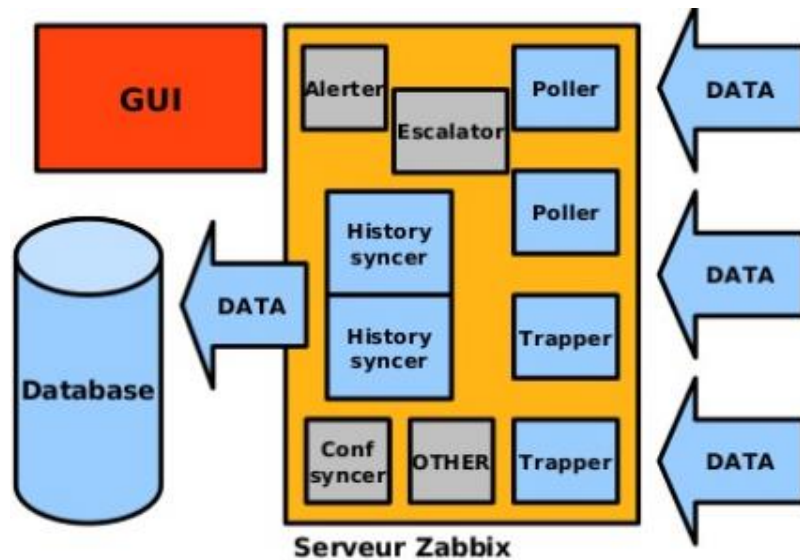 GUI
Alerter
Escalator
Poller
DATA
Poller
History
syncer
DATA
DATA
History
syncer
Trapper
Database
Conf
syncer
OTHER
Trapper
DATA
Serveur Zabbix